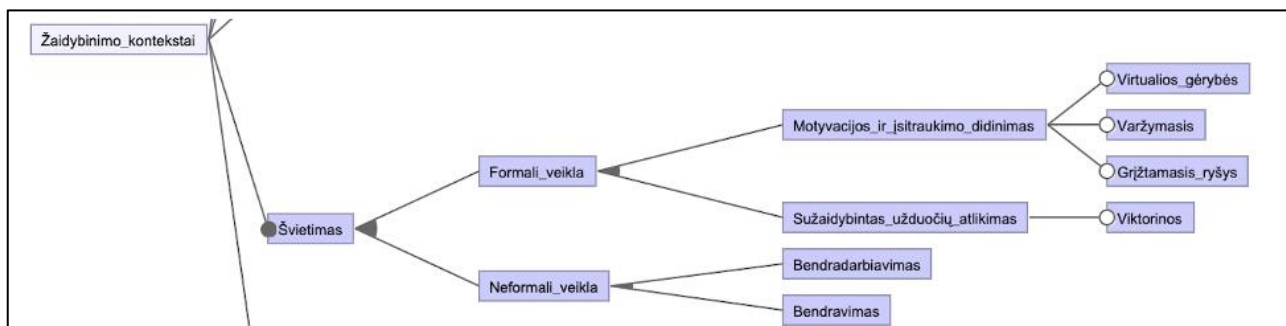 Žaidybinimo_kontekstai
Švietimas
Formali_veikla
Motyvacijos_ir_įsitraukimo_didinimas
Virtualios_gėrybės
Varžymasis
Grįžtamasis_ryšys
Sužaidybintas_užduočių_atlikimas
Viktorinos
Neformali_veikla
Bendradarbiavimas
Bendravimas